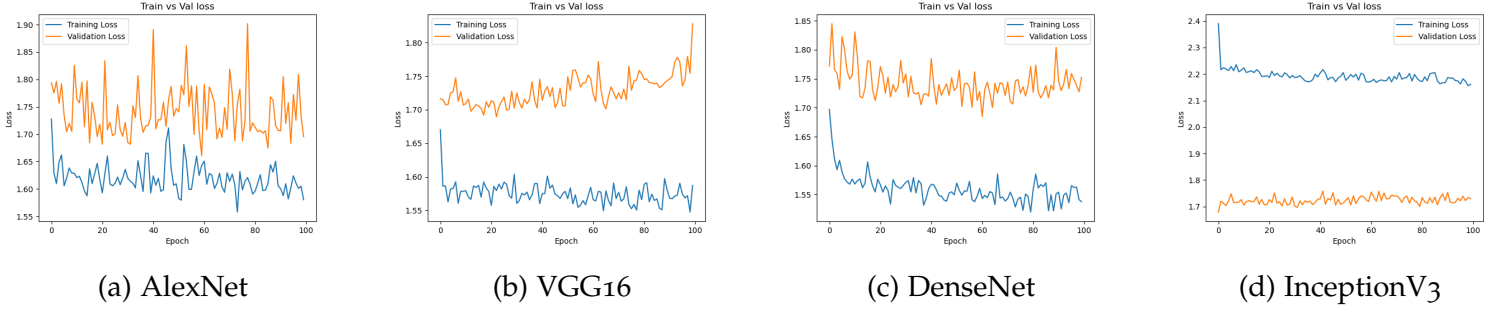 Train vs Val loss
Training Loss
Validation Loss
1.90
1.85
1.80
1.75
1.70
1.65
1.60
1.55
Loss
0
20
40
60
80
100
Epoch
(a) AlexNet
Train vs Val loss
Training Loss
Validation Loss
1.80
1.75
1.70
1.65
1.60
1.55
Loss
0
20
40
60
80
100
Epoch
(b) VGG16
Train vs Val loss
Training Loss
Validation Loss
1.85
1.80
1.75
1.70
1.65
1.60
1.55
Loss
0
20
40
60
80
100
Epoch
(c) DenseNet
Train vs Val loss
Training Loss
Validation Loss
2.4
2.3
2.2
2.1
2.0
1.9
1.8
1.7
Loss
0
20
40
60
80
100
Epoch
(d) InceptionV3